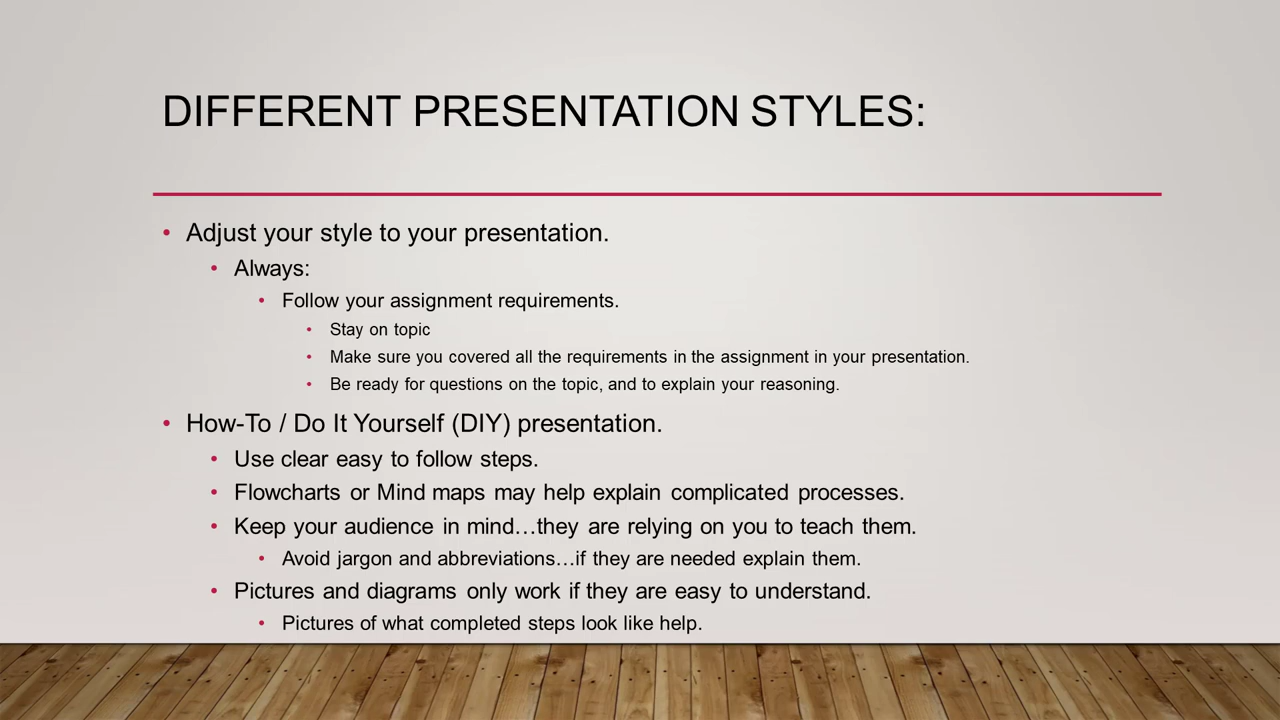 DIFFERENT PRESENTATION STYLES:
• Adjust your style to your presentation.
• Always:
• Follow your assignment requirements.
• Stay on topic
• Make sure you covered all the requirements in the assignment in your presentation.
• Be ready for questions on the topic, and to explain your reasoning.
• How-To / Do It Yourself (DIY) presentation.
• Use clear easy to follow steps.
• Flowcharts or Mind maps may help explain complicated processes.
• Keep your audience in mind…they are relying on you to teach them.
• Avoid jargon and abbreviations…if they are needed explain them.
• Pictures and diagrams only work if they are easy to understand.
• Pictures of what completed steps look like help.